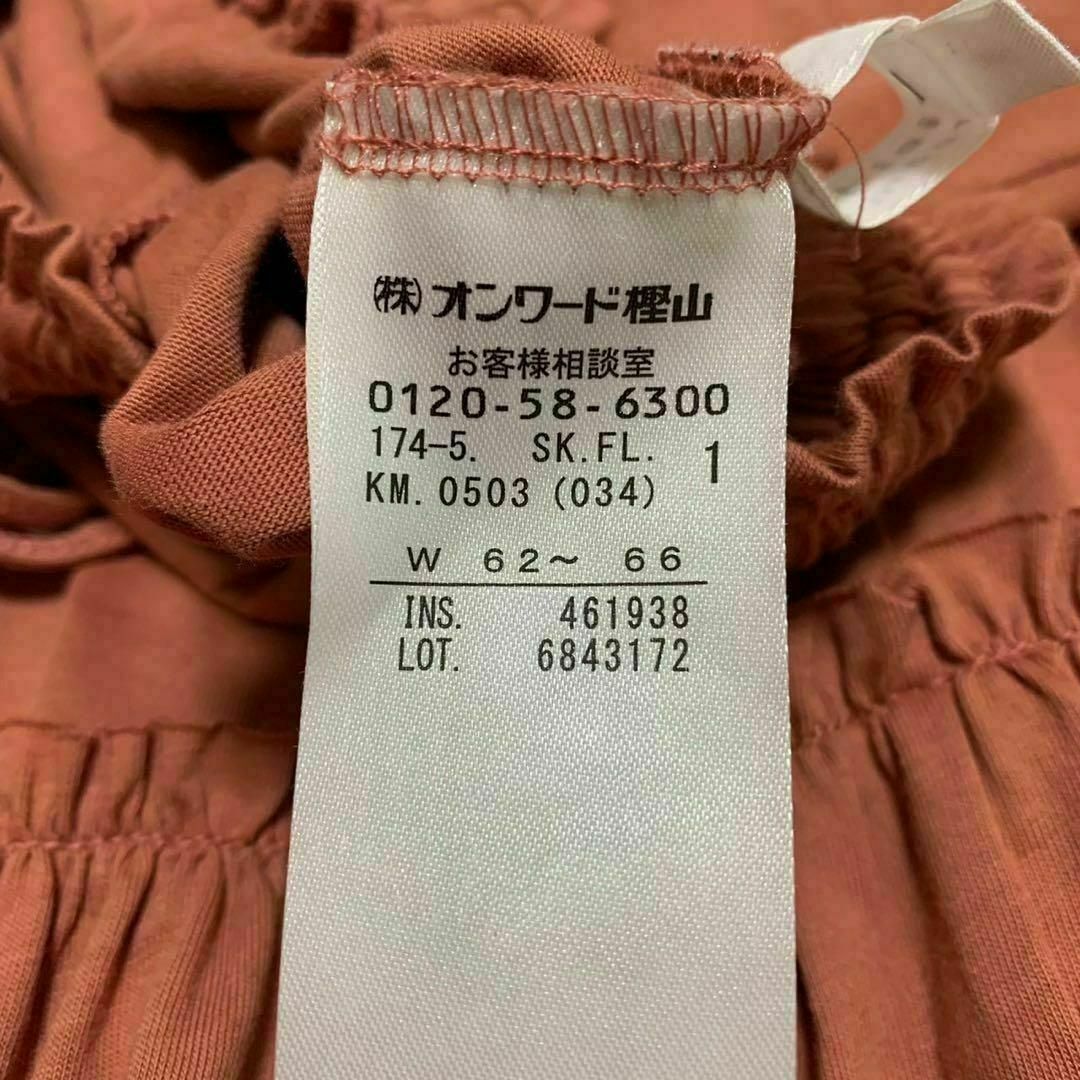 ㈱オンワード樫山
お客様相談室
0120-58-6300
174-5. SK.FL. 1
KM. 0503 (034)
W 62～ 66
INS. 461938
LOT. 6843172